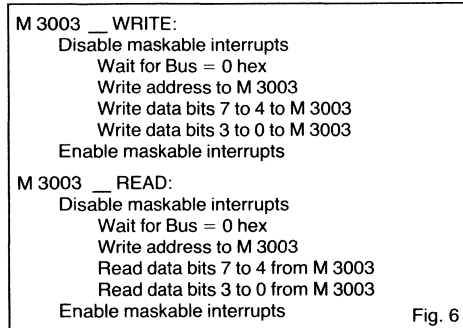 M 3003 __ WRITE:
Disable maskable interrupts
Wait for Bus = 0 hex
Write address to M 3003
Write data bits 7 to 4 to M 3003
Write data bits 3 to 0 to M 3003
Enable maskable interrupts
M 3003 __ READ:
Disable maskable interrupts
Wait for Bus = 0 hex
Write address to M 3003
Read data bits 7 to 4 from M 3003
Read data bits 3 to 0 from M 3003
Enable maskable interrupts
Fig. 6